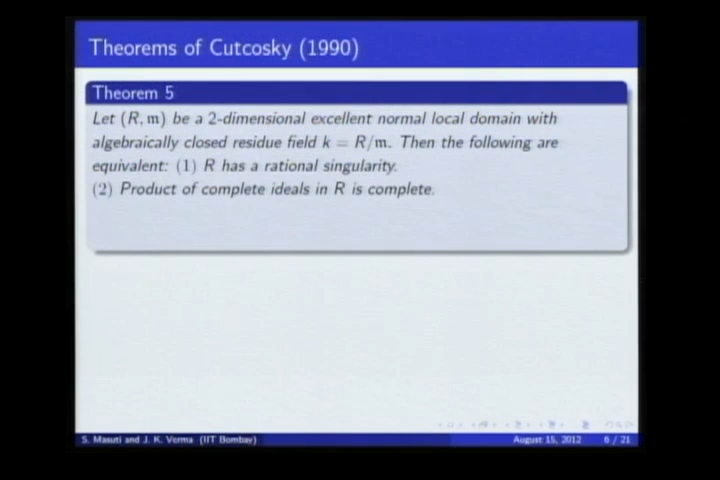 Theorems of Cutcosky (1990)
Theorem 5
Let (R, 𝔪) be a 2-dimensional excellent normal local domain with
algebraically closed residue field k = R/𝔪. Then the following are
equivalent: (1) R has a rational singularity.
(2) Product of complete ideals in R is complete.
S. Masuti and J. K. Verma (IIT Bombay) August 15, 2012 6 / 21